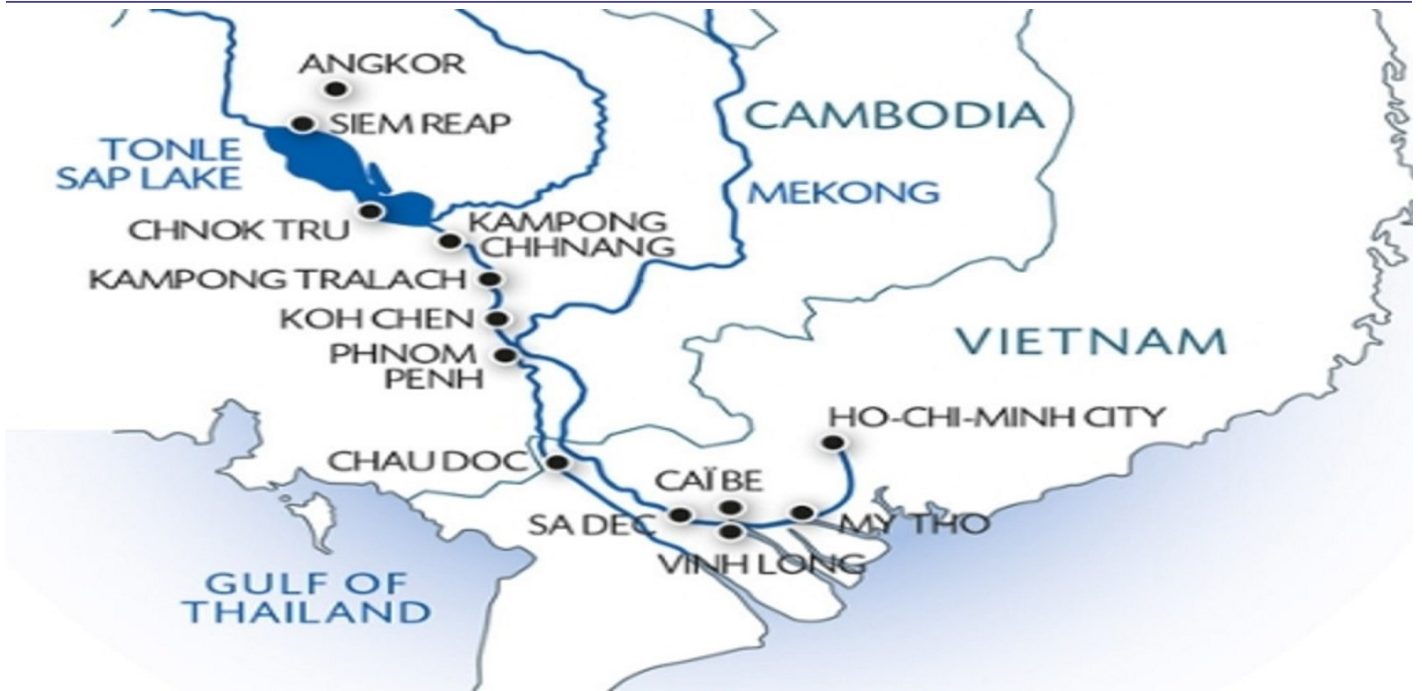 ANGKOR
SIEM REAP
TONLE
SAP LAKE
CAMBODIA
MEKONG
CHNOK TRU
KAMPONG
CHHNANG
KAMPONG TRALACH
KOH CHEN
PHNOM
PENH
VIETNAM
HO-CHI-MINH CITY
CHAU DOC
CAÏ BE
SA DEC
MY THO
VINH LONG
GULF OF
THAILAND